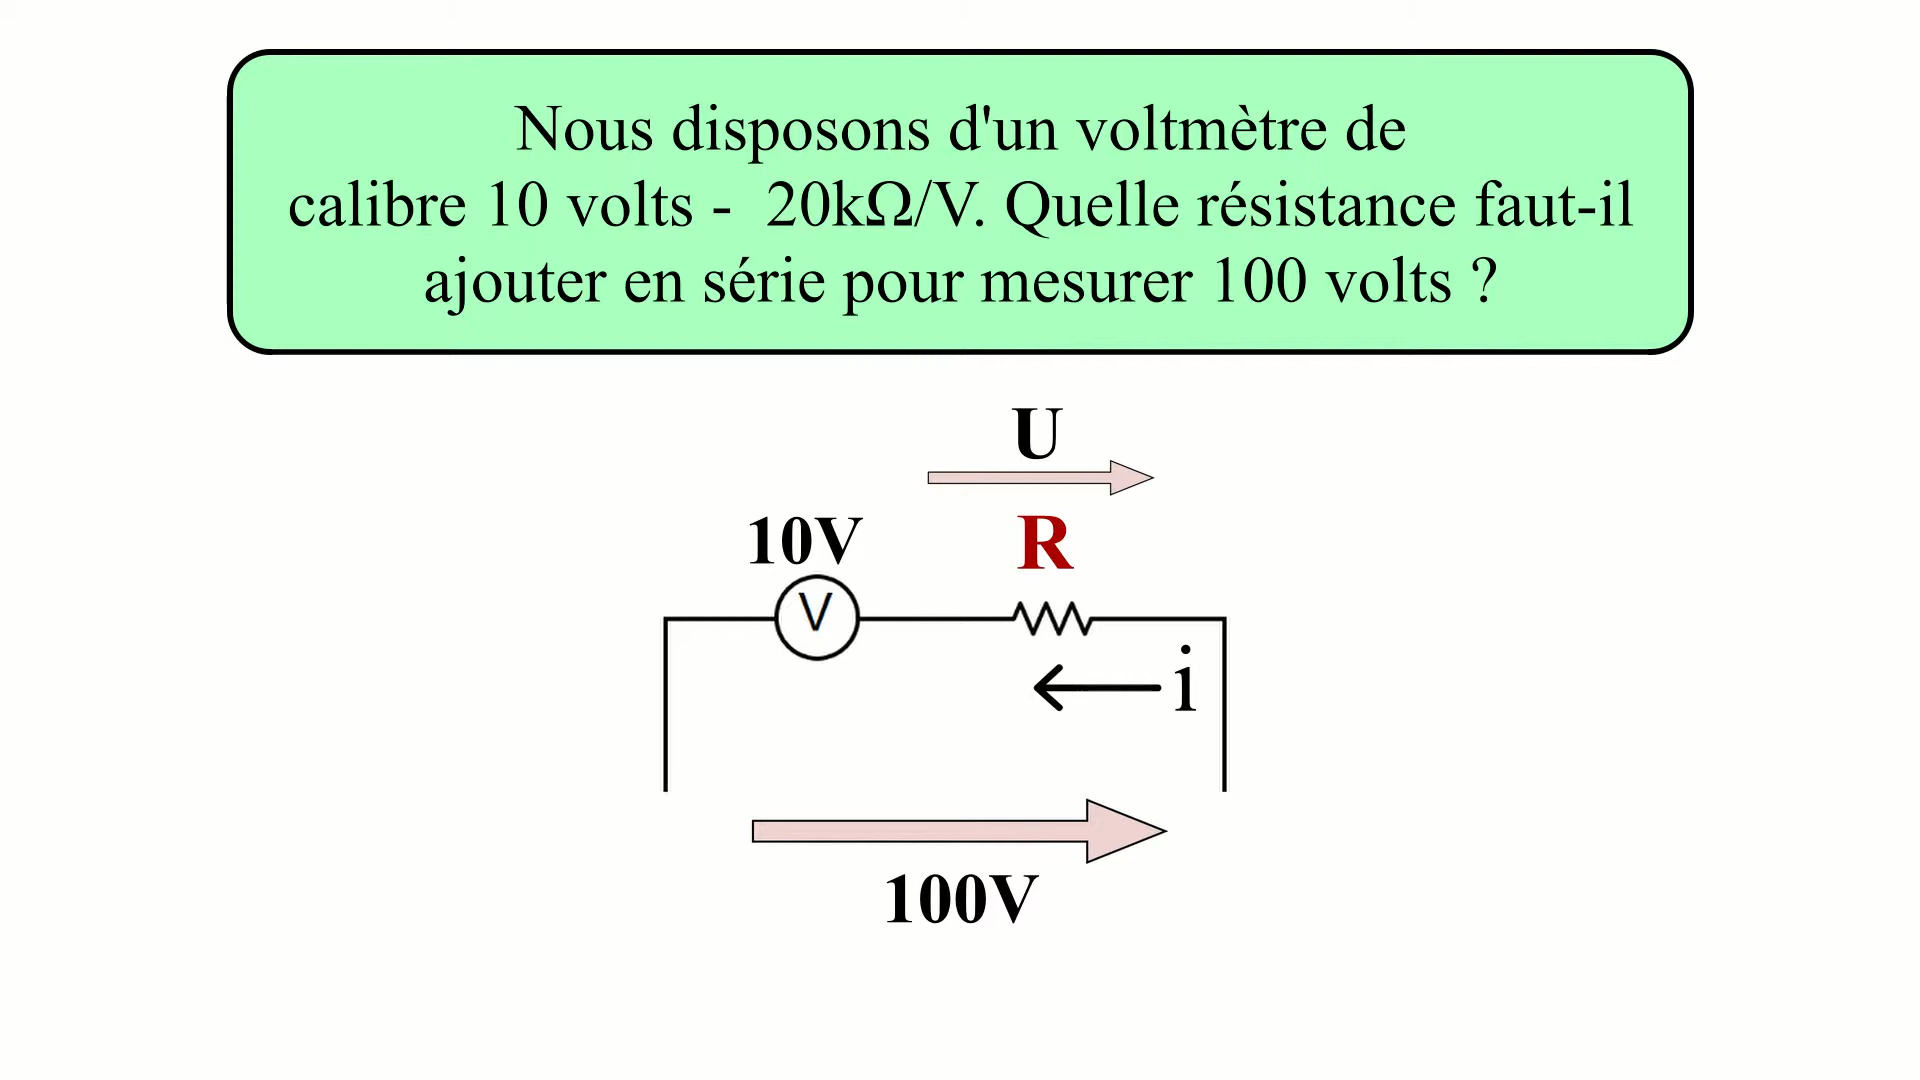 Nous disposons d'un voltmètre de
calibre 10 volts -  20kΩ/V. Quelle résistance faut-il
ajouter en série pour mesurer 100 volts ?
U
10V
R
V
i
100V